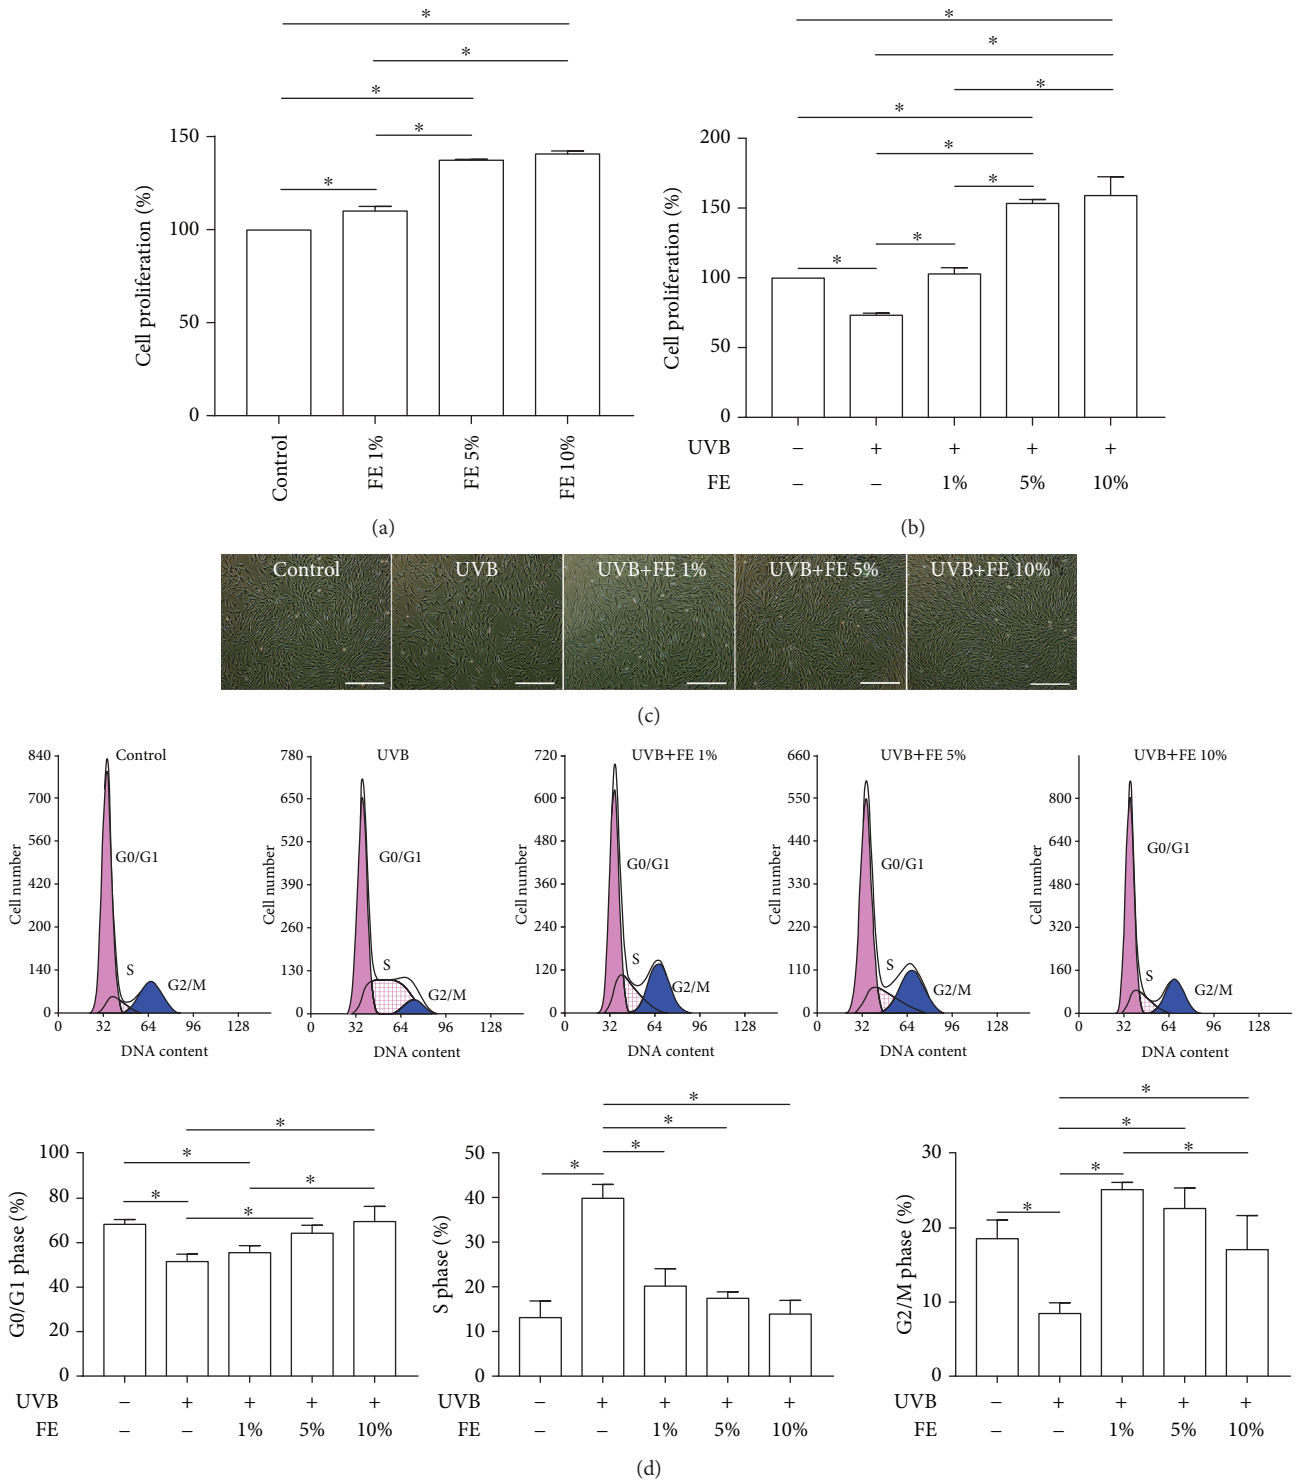 * * * * *
Cell proliferation (%)
150
100
50
0
Control
FE 1%
FE 5%
FE 10%
(a)
* * * * * * * *
Cell proliferation (%)
200
150
100
50
0
UVB – + + + +
FE – – 1% 5% 10%
(b)
Control UVB UVB+FE 1% UVB+FE 5% UVB+FE 10%
(c)
Control
Cell number
840
700
560
420
200
140
0
G0/G1
S
G2/M
0 32 64 96 128
DNA content
UVB
Cell number
780
650
520
390
260
130
0
G0/G1
S
G2/M
0 32 64 96 128
DNA content
UVB+FE 1%
Cell number
720
600
480
360
240
120
0
G0/G1
S
G2/M
0 32 64 96 128
DNA content
UVB+FE 5%
Cell number
660
550
440
330
220
110
0
G0/G1
S
G2/M
0 32 64 96 128
DNA content
UVB+FE 10%
Cell number
800
640
480
320
160
0
G0/G1
S
G2/M
0 32 64 96 128
DNA content
* * * * *
G0/G1 phase (%)
100
80
60
40
20
0
UVB – + + + +
FE – – 1% 5% 10%
* * * *
S phase (%)
50
40
30
20
10
0
UVB – + + + +
FE – – 1% 5% 10%
* * * * *
G2/M phase (%)
30
20
10
0
UVB – + + + +
FE – – 1% 5% 10%
(d)